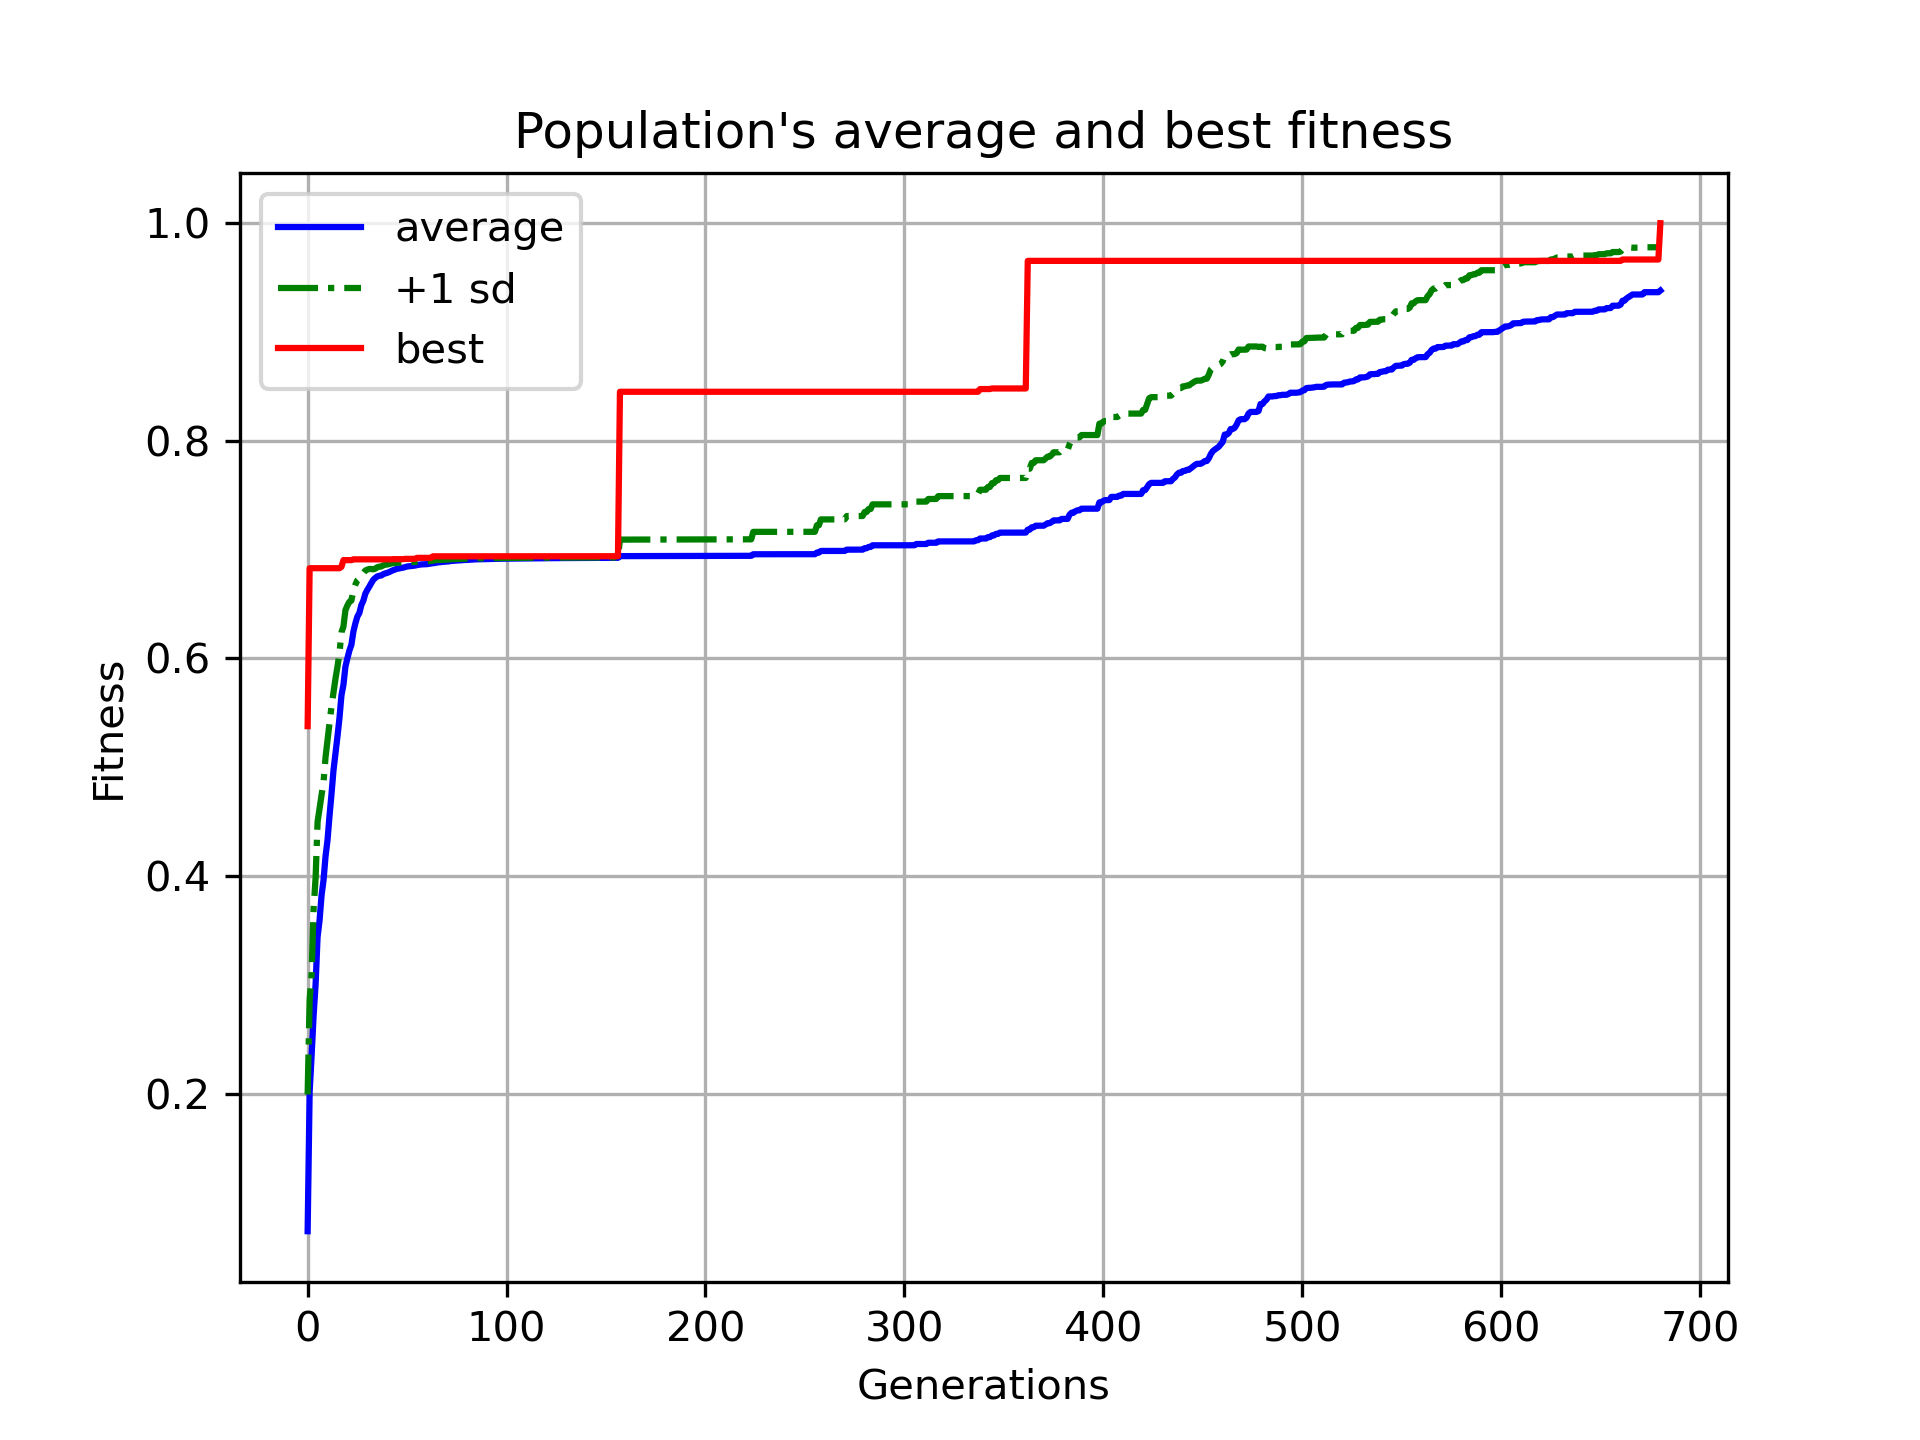 Population's average and best fitness
average
+1 sd
best
1.0
0.8
0.6
0.4
0.2
Fitness
0 100 200 300 400 500 600 700
Generations